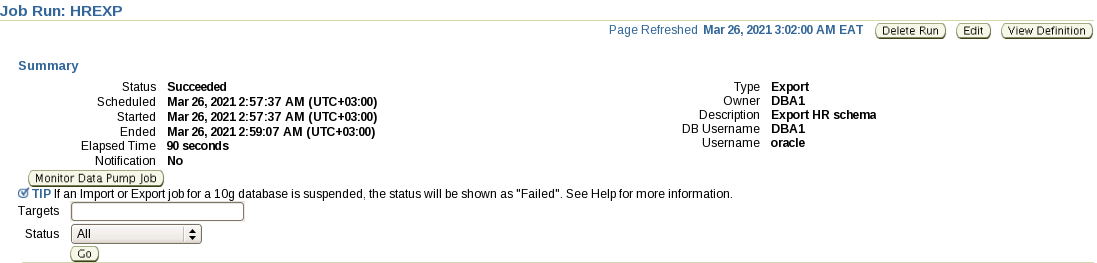 Job Run: HREXP
Page Refreshed Mar 26, 2021 3:02:00 AM EAT Delete Run Edit View Definition
Summary
Status Succeeded
Scheduled Mar 26, 2021 2:57:37 AM (UTC+03:00)
Started Mar 26, 2021 2:57:37 AM (UTC+03:00)
Ended Mar 26, 2021 2:59:07 AM (UTC+03:00)
Elapsed Time 90 seconds
Notification No
Type Export
Owner DBA1
Description Export HR schema
DB Username DBA1
Username oracle
Monitor Data Pump Job
TIP If an Import or Export job for a 10g database is suspended, the status will be shown as "Failed". See Help for more information.
Targets
Status All
Go